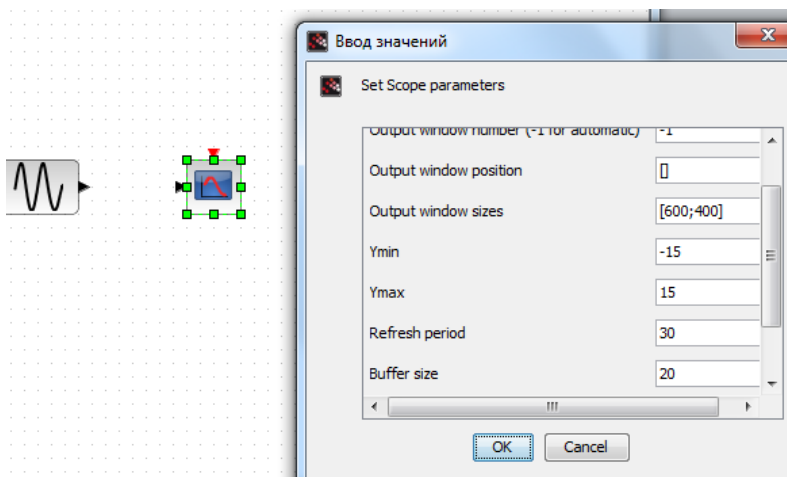 Ввод значений
Set Scope parameters
Output window number (-1 for automatic) -1
Output window position []
Output window sizes [600;400]
Ymin -15
Ymax 15
Refresh period 30
Buffer size 20
OK Cancel